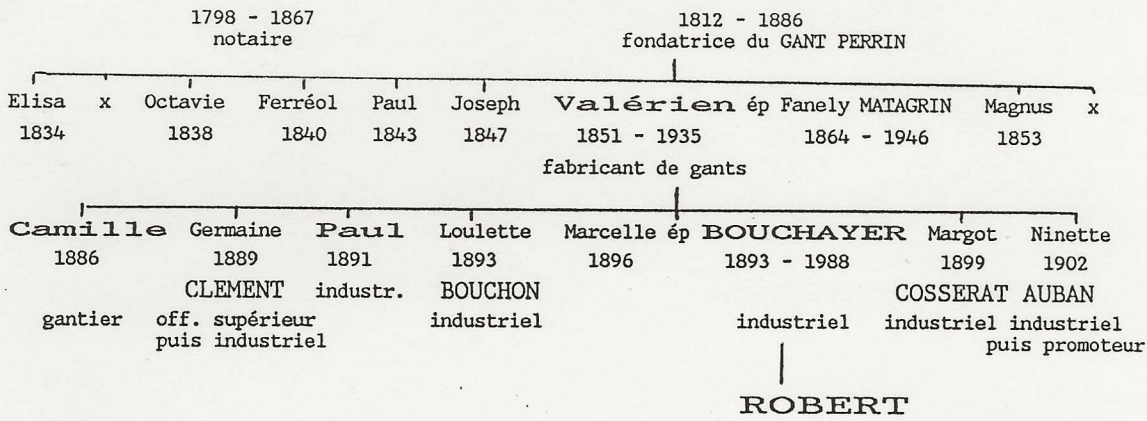 1798 - 1867 1812 - 1886
notaire fondatrice du GANT PERRIN
Elisa x Octavie Ferréol Paul Joseph Valérien ép Fanely MATAGRIN Magnus x
1834 1838 1840 1843 1847 1851 - 1935 1864 - 1946 1853
fabricant de gants
Camille Germaine Paul Loulette Marcelle ép BOUCHAYER Margot Ninette
1886 1889 1891 1893 1896 1893 - 1988 1899 1902
CLEMENT industr. BOUCHON COSSERAT AUBAN
gantier off. supérieur industriel industriel industriel industriel
puis industriel puis promoteur
ROBERT